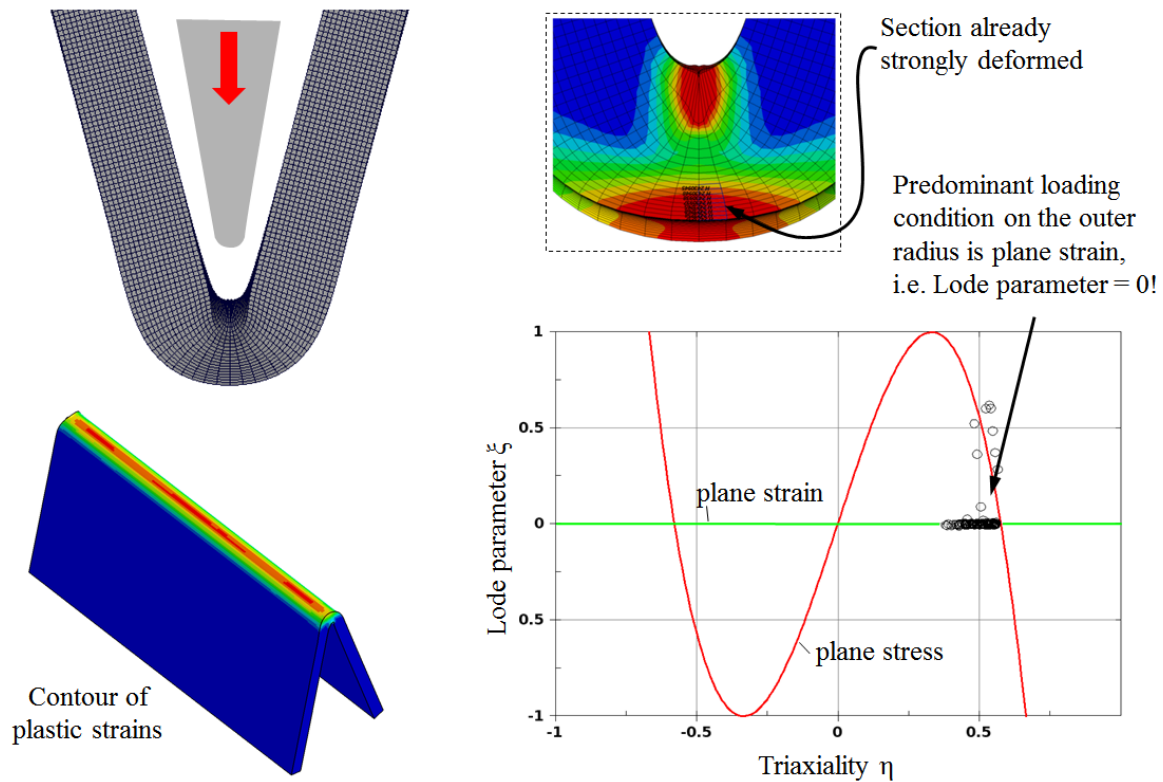 Section already
strongly deformed
Predominant loading
condition on the outer
radius is plane strain,
i.e. Lode parameter = 0!
Contour of
plastic strains
1
0.5
0
0.5
-1
-1
-0.5
0
0.5
Lode parameter ξ
Triaxiality η
plane strain
plane stress